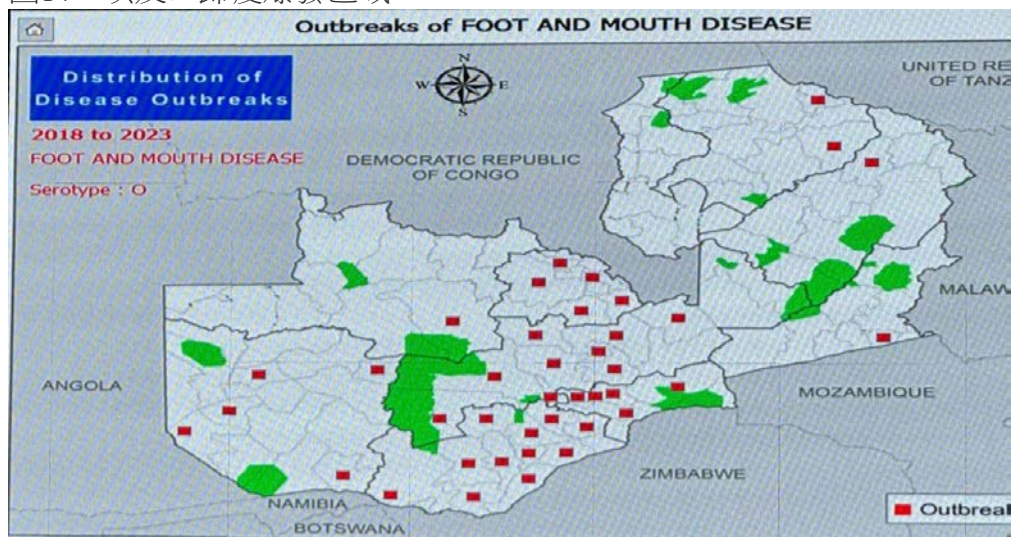 Outbreaks of FOOT AND MOUTH DISEASE
Distribution of
Disease Outbreaks
2018 to 2023
FOOT AND MOUTH DISEASE
Serotype : O
N
W
E
S
UNITED RE
OF TANZ
DEMOCRATIC REPUBLIC
OF CONGO
MALAW
ANGOLA
MOZAMBIQUE
ZIMBABWE
NAMIBIA
BOTSWANA
Outbreak